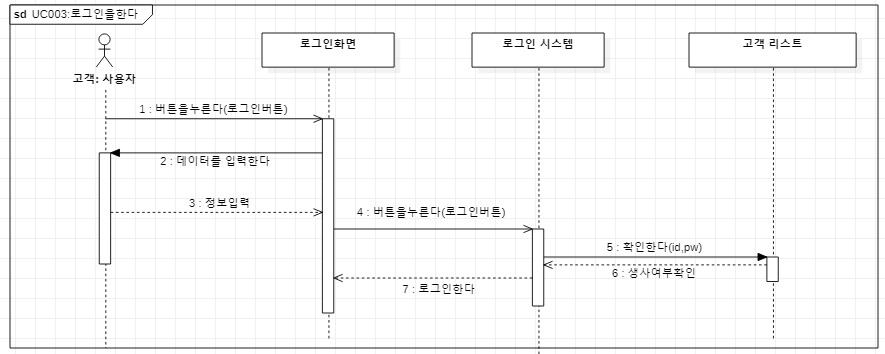 sd UC003:로그인을한다
로그인화면
로그인 시스템
고객 리스트
고객: 사용자
1 : 버튼을누른다(로그인버튼)
2 : 데이터를 입력한다
3 : 정보입력
4 : 버튼을누른다(로그인버튼)
5 : 확인한다(id,pw)
6 : 생사여부확인
7 : 로그인한다